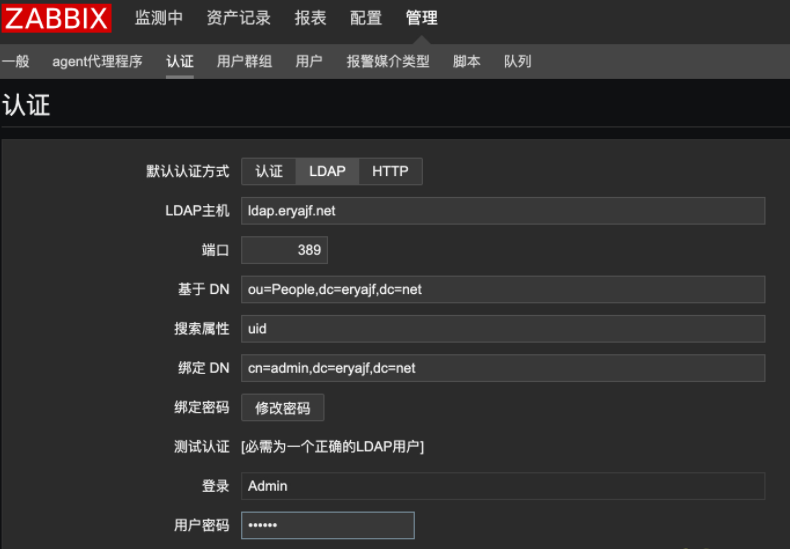 ZABBIX 监测中 资产记录 报表 配置 管理
一般 agent代理程序 认证 用户群组 用户 报警媒介类型 脚本 队列
认证
默认认证方式 认证 LDAP HTTP
LDAP主机 ldap.eryajf.net
端口 389
基于 DN ou=People,dc=eryajf,dc=net
搜索属性 uid
绑定 DN cn=admin,dc=eryajf,dc=net
绑定密码 修改密码
测试认证 [必需为一个正确的LDAP用户]
登录 Admin
用户密码 ••••••